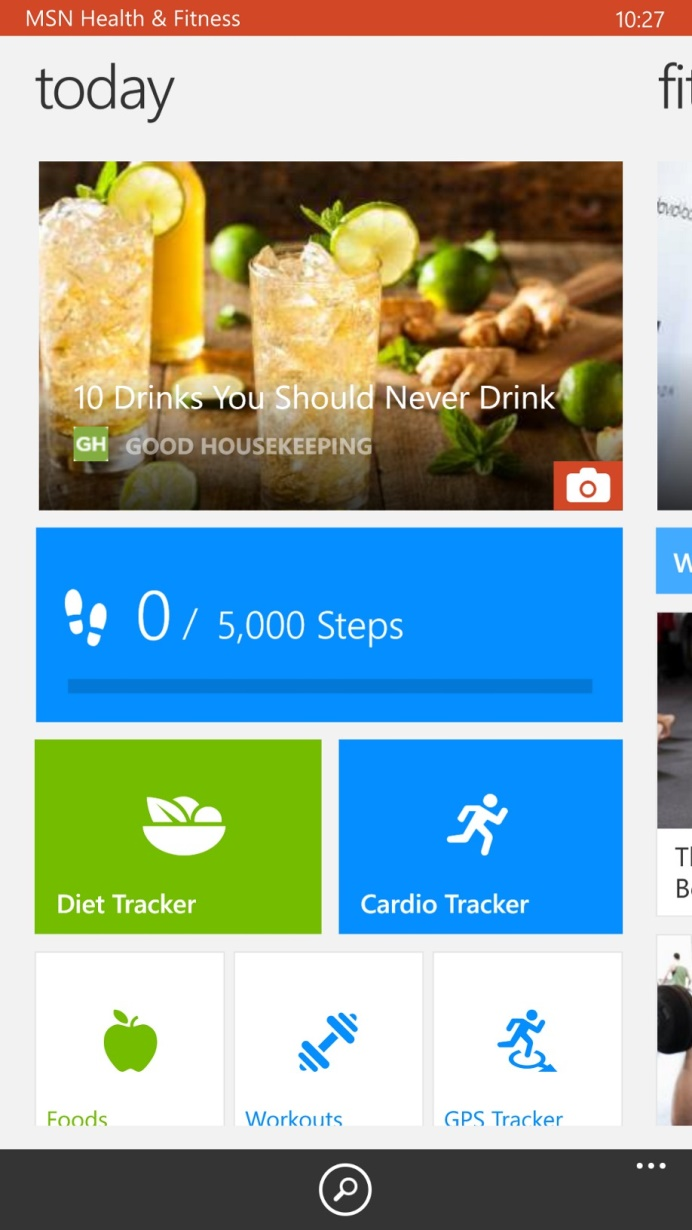 MSN Health & Fitness
10:27
today
fit
10 Drinks You Should Never Drink
GH GOOD HOUSEKEEPING
0 / 5,000 Steps
W
Diet Tracker
Cardio Tracker
Foods
Workouts
GPS Tracker